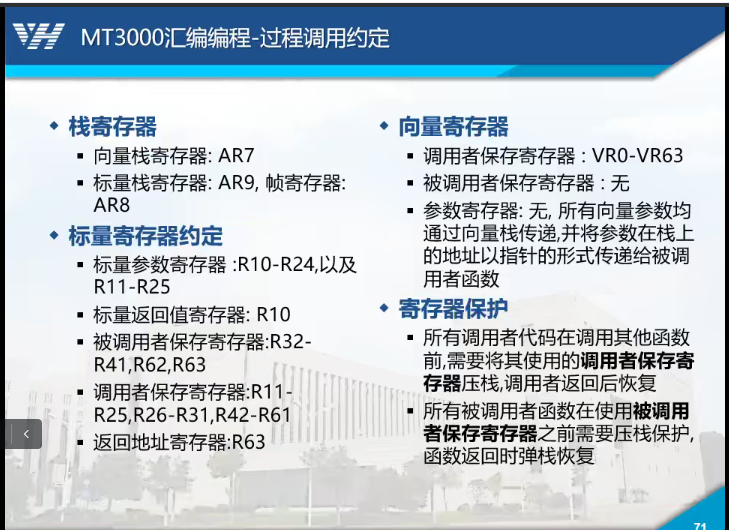 MT3000汇编编程-过程调用约定
栈寄存器
向量栈寄存器: AR7
标量栈寄存器: AR9, 帧寄存器:
AR8
标量寄存器约定
标量参数寄存器 :R10-R24,以及
R11-R25
标量返回值寄存器: R10
被调用者保存寄存器:R32-
R41,R62,R63
调用者保存寄存器:R11-
R25,R26-R31,R42-R61
返回地址寄存器:R63
向量寄存器
调用者保存寄存器 : VR0-VR63
被调用者保存寄存器 : 无
参数寄存器: 无, 所有向量参数均
通过向量栈传递,并将参数在栈上
的地址以指针的形式传递给被调
用者函数
寄存器保护
所有调用者代码在调用其他函数
前,需要将其使用的调用者保存寄
存器压栈,调用者返回后恢复
所有被调用者函数在使用被调用
者保存寄存器之前需要压栈保护,
函数返回时弹栈恢复
71